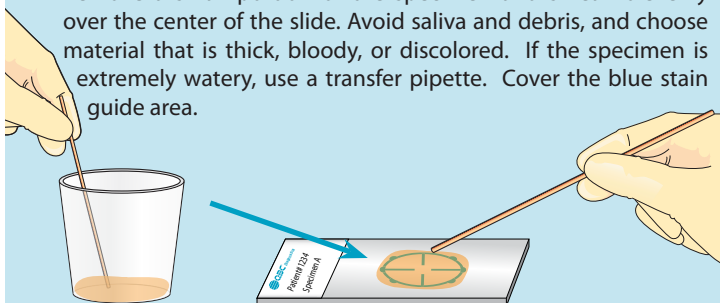 over the center of the slide. Avoid saliva and debris, and choose
material that is thick, bloody, or discolored. If the specimen is
extremely watery, use a transfer pipette. Cover the blue stain
guide area.
QBC
Patient# 1234
Specimen A